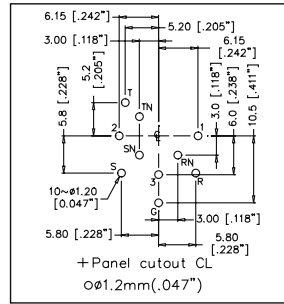 6.15 [.242"]
5.20 [.205"]
3.00 [.118"]
6.15
[.242"]
5.2
[.205"]
5.8 [.228"]
T
TN
2
1
SN
RN
S
3
R
G
3.0 [.118"]
6.0 [.238"]
10.5 [.411"]
10~ø1.20
[0.047"]
3.00 [.118"]
5.80 [.228"]
5.80
[.228"]
+Panel cutout CL
Oø1.2mm(.047")